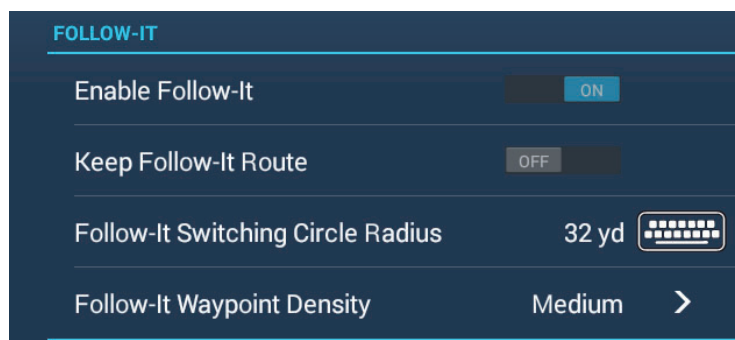 FOLLOW-IT
Enable Follow-It ON
Keep Follow-It Route OFF
Follow-It Switching Circle Radius 32 yd
Follow-It Waypoint Density Medium